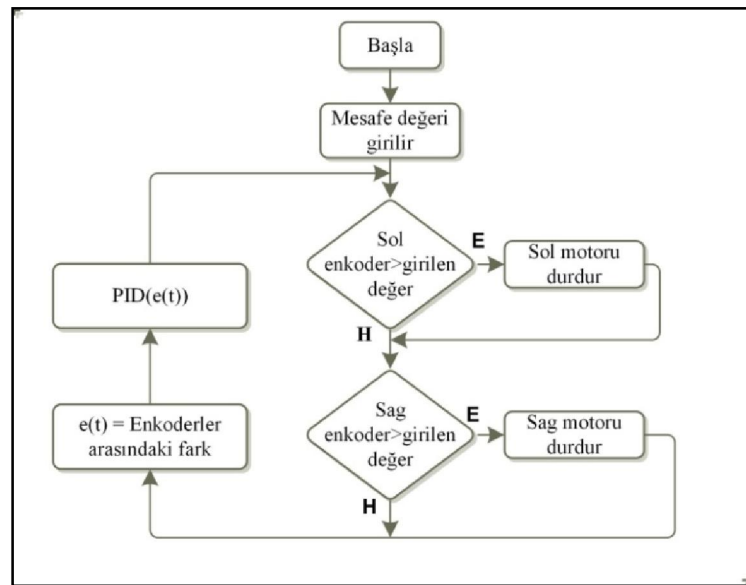 Başla
Mesafe değeri
girilir
Sol
enkoder>girilen
değer
E
Sol motoru
durdur
H
PID(e(t))
Sag
enkoder>girilen
değer
E
Sag motoru
durdur
H
e(t) = Enkoderler
arasındaki fark